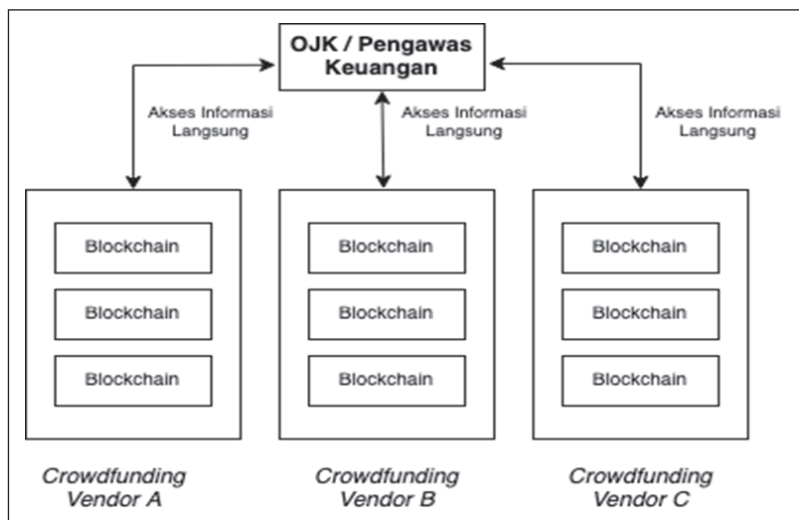 OJK / Pengawas
Keuangan
Akses Informasi
Langsung
Akses Informasi
Langsung
Akses Informasi
Langsung
Blockchain
Blockchain
Blockchain
Blockchain
Blockchain
Blockchain
Blockchain
Blockchain
Blockchain
Crowdfunding
Vendor A
Crowdfunding
Vendor B
Crowdfunding
Vendor C